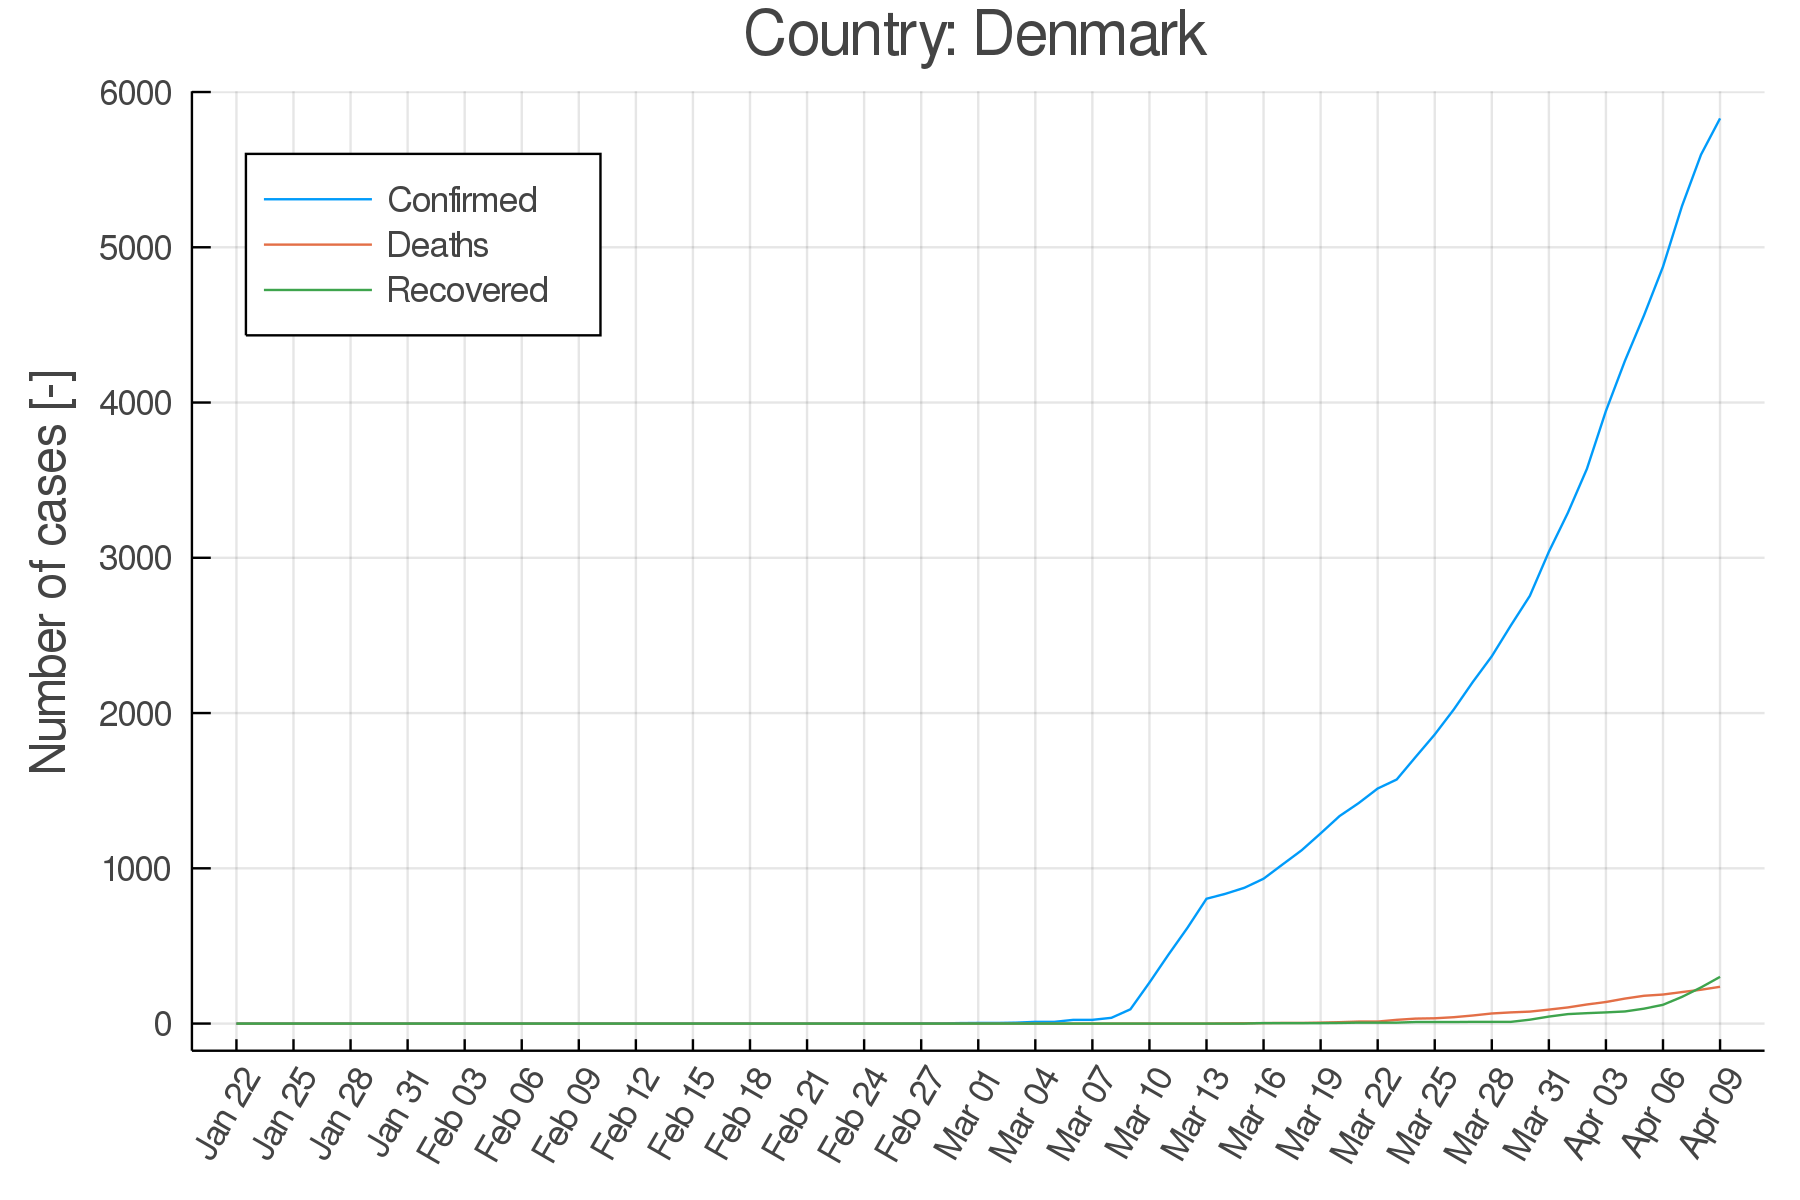 Country: Denmark
Number of cases [-]
6000
5000
4000
3000
2000
1000
0
Confirmed
Deaths
Recovered
Jan 22
Jan 25
Jan 28
Jan 31
Feb 03
Feb 06
Feb 09
Feb 12
Feb 15
Feb 18
Feb 21
Feb 24
Feb 27
Mar 01
Mar 04
Mar 07
Mar 10
Mar 13
Mar 16
Mar 19
Mar 22
Mar 25
Mar 28
Mar 31
Apr 03
Apr 06
Apr 09